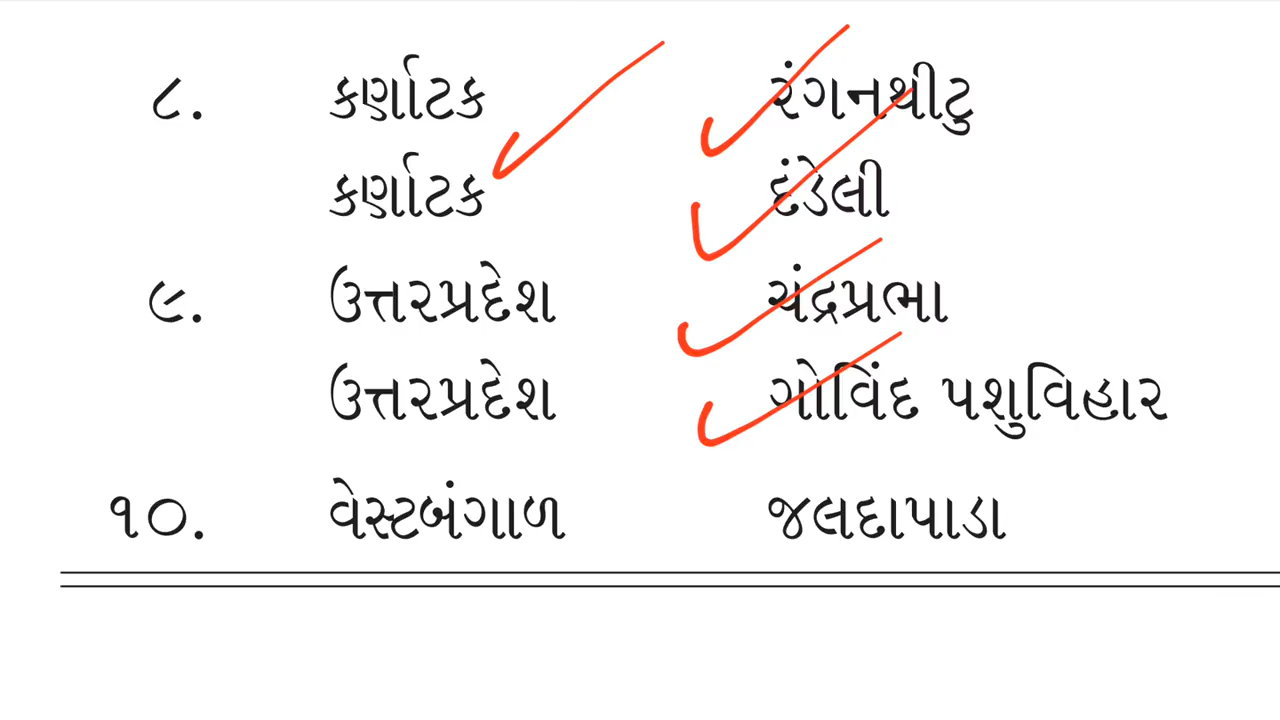 ૮. કર્ણાટક રંગનથીટુ
કર્ણાટક દંડેલી
૯. ઉત્તરપ્રદેશ ચંદ્રપ્રભા
ઉત્તરપ્રદેશ ગોવિંદ પશુવિહાર
૧૦. વેસ્ટબંગાળ જલદાપાડા